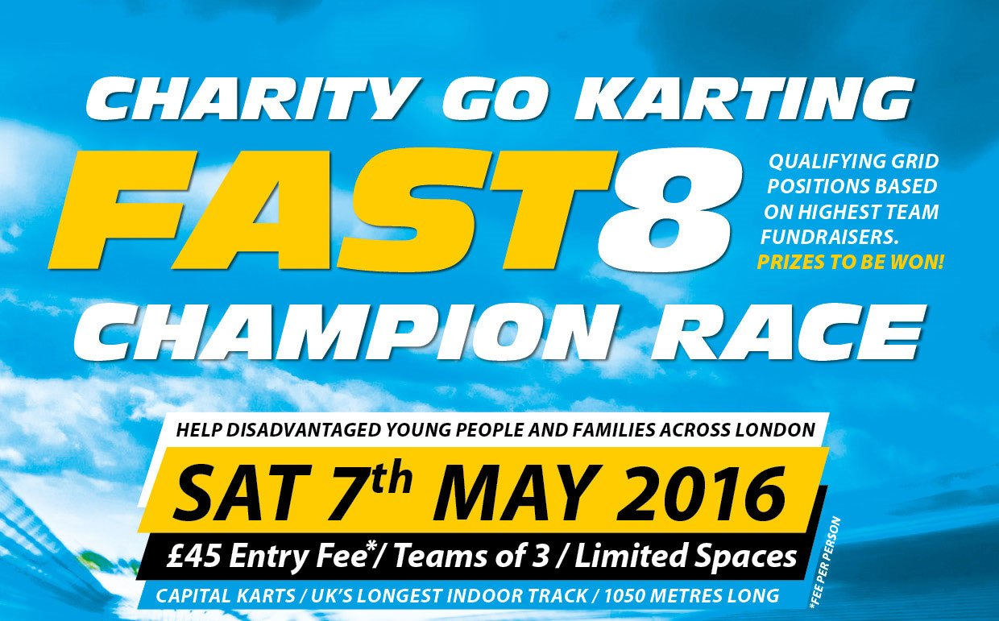 CHARITY GO KARTING
FAST8
QUALIFYING GRID
POSITIONS BASED
ON HIGHEST TEAM
FUNDRAISERS.
PRIZES TO BE WON!
CHAMPION RACE
HELP DISADVANTAGED YOUNG PEOPLE AND FAMILIES ACROSS LONDON
SAT 7th MAY 2016
£45 Entry Fee*/ Teams of 3 / Limited Spaces
*FEE PER PERSON
CAPITAL KARTS / UK'S LONGEST INDOOR TRACK / 1050 METRES LONG